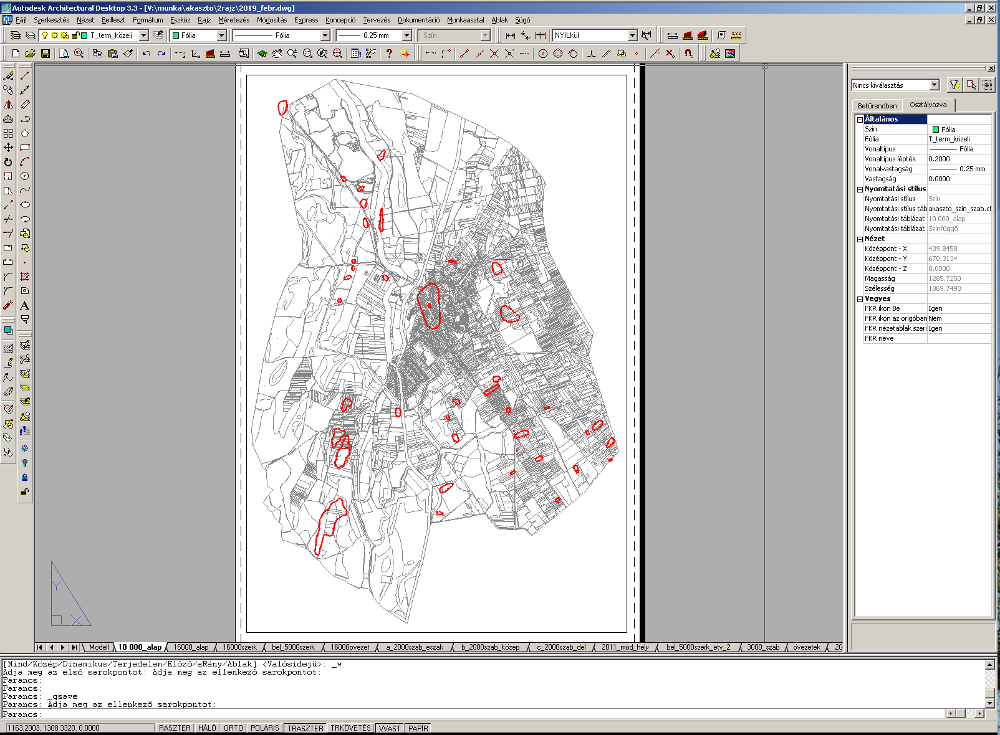 Autodesk Architectural Desktop 3.3 - [V:\munka\akaszto\2rajz\2019_febr.dwg]
Fájl Szerkesztés Nézet Beilleszt Formátum Eszköz Rajz Méretezés Módosítás Express Koncepció Tervezés Dokumentáció Munkaasztal Ablak Súgó
T_term_közeli Fólia Fólia 0.25 mm Szín NYILkül
Nincs kiválasztás
Betűrendben Osztályozva
Általános
Szín Fólia
Fólia T_term_közeli
Vonaltípus Fólia
Vonaltípus lépték 0.2000
Vonalvastagság 0.25 mm
Vastagság 0.0000
Nyomtatási stílus
Nyomtatási stílus Szín
Nyomtatási stílus táb akaszto_szin_szab.ct
Nyomtatási táblázat 10 000_alap
Nyomtatási táblázat Színfüggő
Nézet
Középpont - X 439.8458
Középpont - Y 670.3134
Középpont - Z 0.0000
Magasság 1285.7250
Szélesség 1869.7493
Vegyes
FKR ikon Be Igen
FKR ikon az origóban Nem
FKR nézetablak szeri Igen
FKR neve
Y
X
Modell 10 000_alap 16000_alap 16000szerk bel_5000szerk 16000ovezet a_2000szab_eszak b_2000szab_közep c_2000szab_del 2011_mod_hely bel_5000szerk_etv_2 3000_szab övezetek 20
[Mind/Közép/Dinamikus/Terjedelem/Előző/aRány/Ablak] <Valósidejű>: _w
Adja meg az első sarokpontot: Adja meg az ellenkező sarokpontot:
Parancs:
Parancs:
Parancs: _qsave
Parancs: Adja meg az ellenkező sarokpontot:
Parancs:
1163.2003, 1308.3320, 0.0000 RASZTER HÁLÓ ORTO POLÁRIS TRASZTER TRKÖVETÉS VVAST PAPÍR